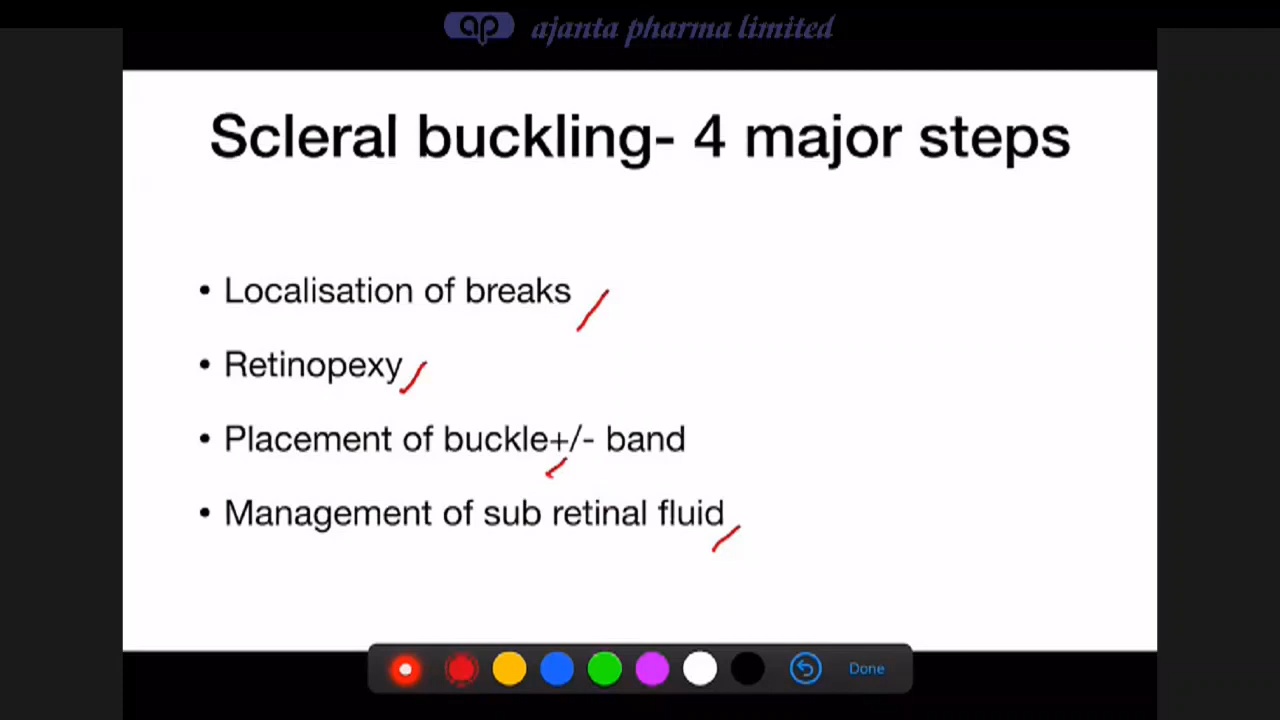 ap ajanta pharma limited
Scleral buckling- 4 major steps
• Localisation of breaks
• Retinopexy
• Placement of buckle+/- band
• Management of sub retinal fluid
Done